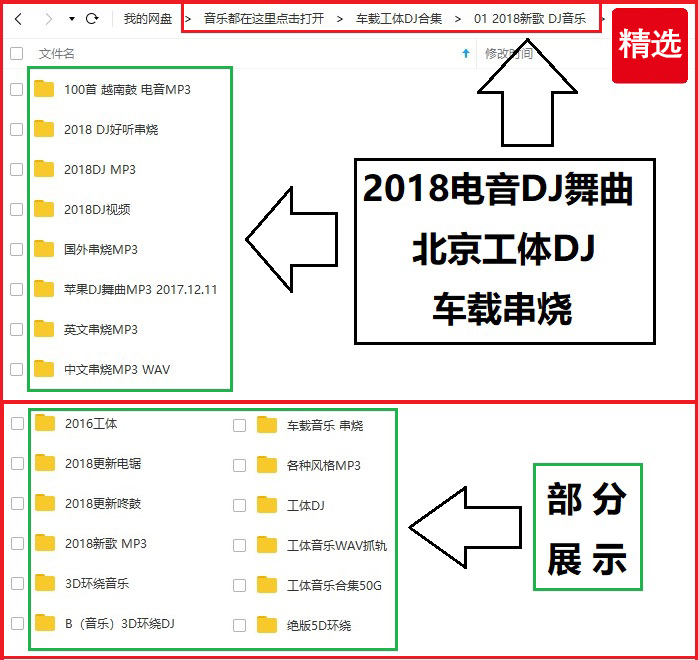 我的网盘 > 音乐都在这里点击打开 > 车载工体DJ合集 > 01 2018新歌 DJ音乐 >
精选
文件名
修改时间
100首 越南鼓 电音MP3
2018 DJ好听串烧
2018DJ MP3
2018DJ视频
国外串烧MP3
苹果DJ舞曲MP3 2017.12.11
英文串烧MP3
中文串烧MP3 WAV
2018电音DJ舞曲
北京工体DJ
车载串烧
2016工体
2018更新电锯
2018更新咚鼓
2018新歌 MP3
3D环绕音乐
B（音乐）3D环绕DJ
车载音乐 串烧
各种风格MP3
工体DJ
工体音乐WAV抓轨
工体音乐合集50G
绝版5D环绕
部 分
展 示